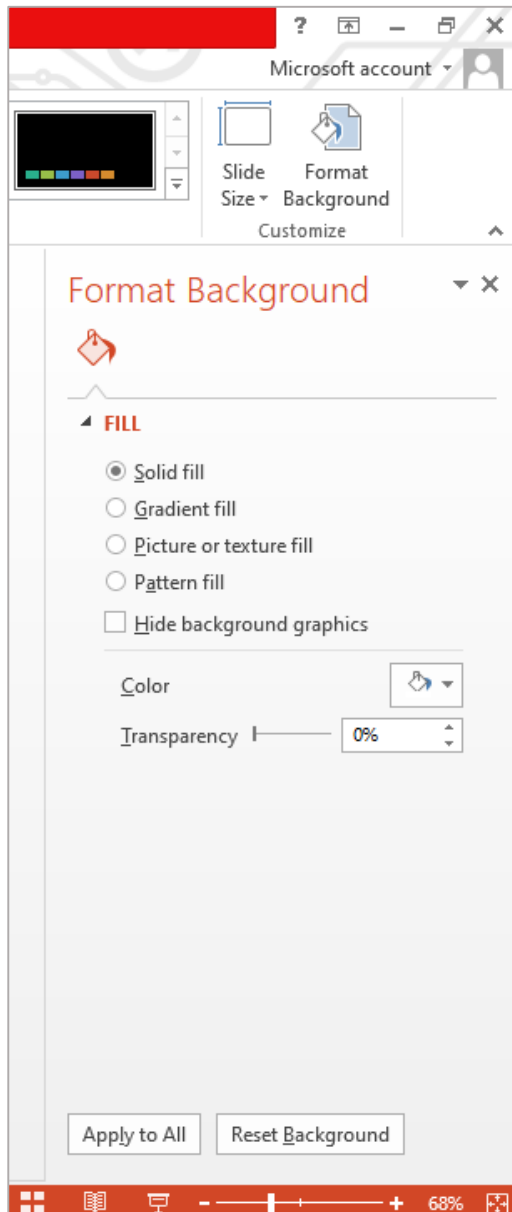 ?
Microsoft account
Slide
Size
Format
Background
Customize
Format Background
FILL
Solid fill
Gradient fill
Picture or texture fill
Pattern fill
Hide background graphics
Color
Transparency 0%
Apply to All Reset Background
68%